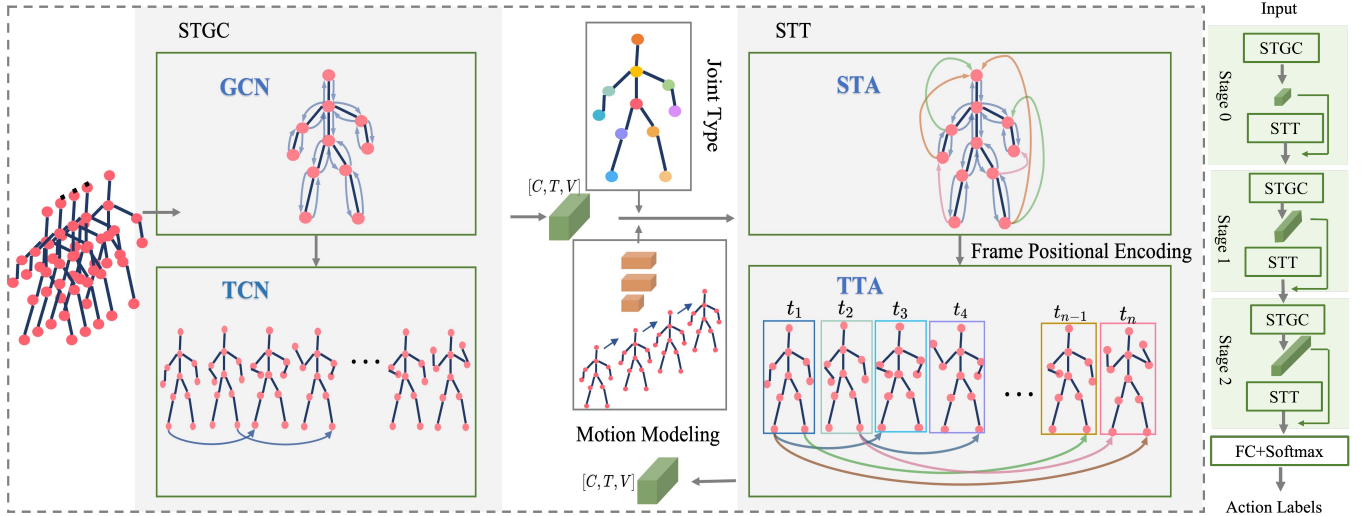 STGC
GCN
TCN
[C,T,V]
Joint Type
Motion Modeling
[C,T,V]
STT
STA
Frame Positional Encoding
TTA
t₁ t₂ t₃ t₄ tₙ₋₁ tₙ
Input
Stage 0
STGC
STT
Stage 1
STGC
STT
Stage 2
STGC
STT
FC+Softmax
Action Labels